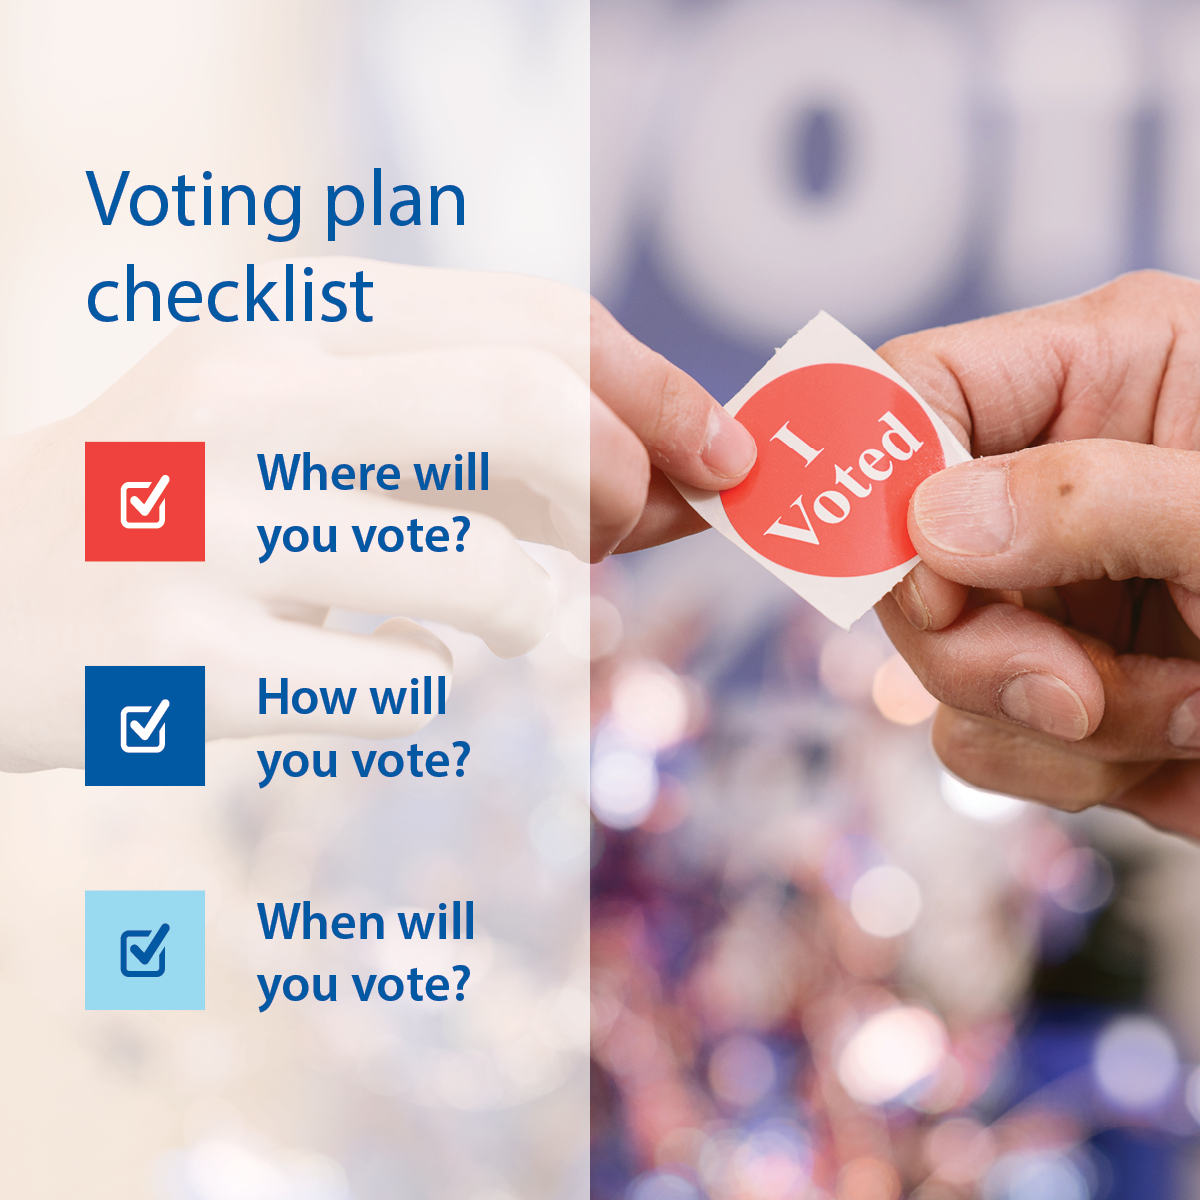 Voting plan
checklist
Where will
you vote?
How will
you vote?
When will
you vote?
I
Voted